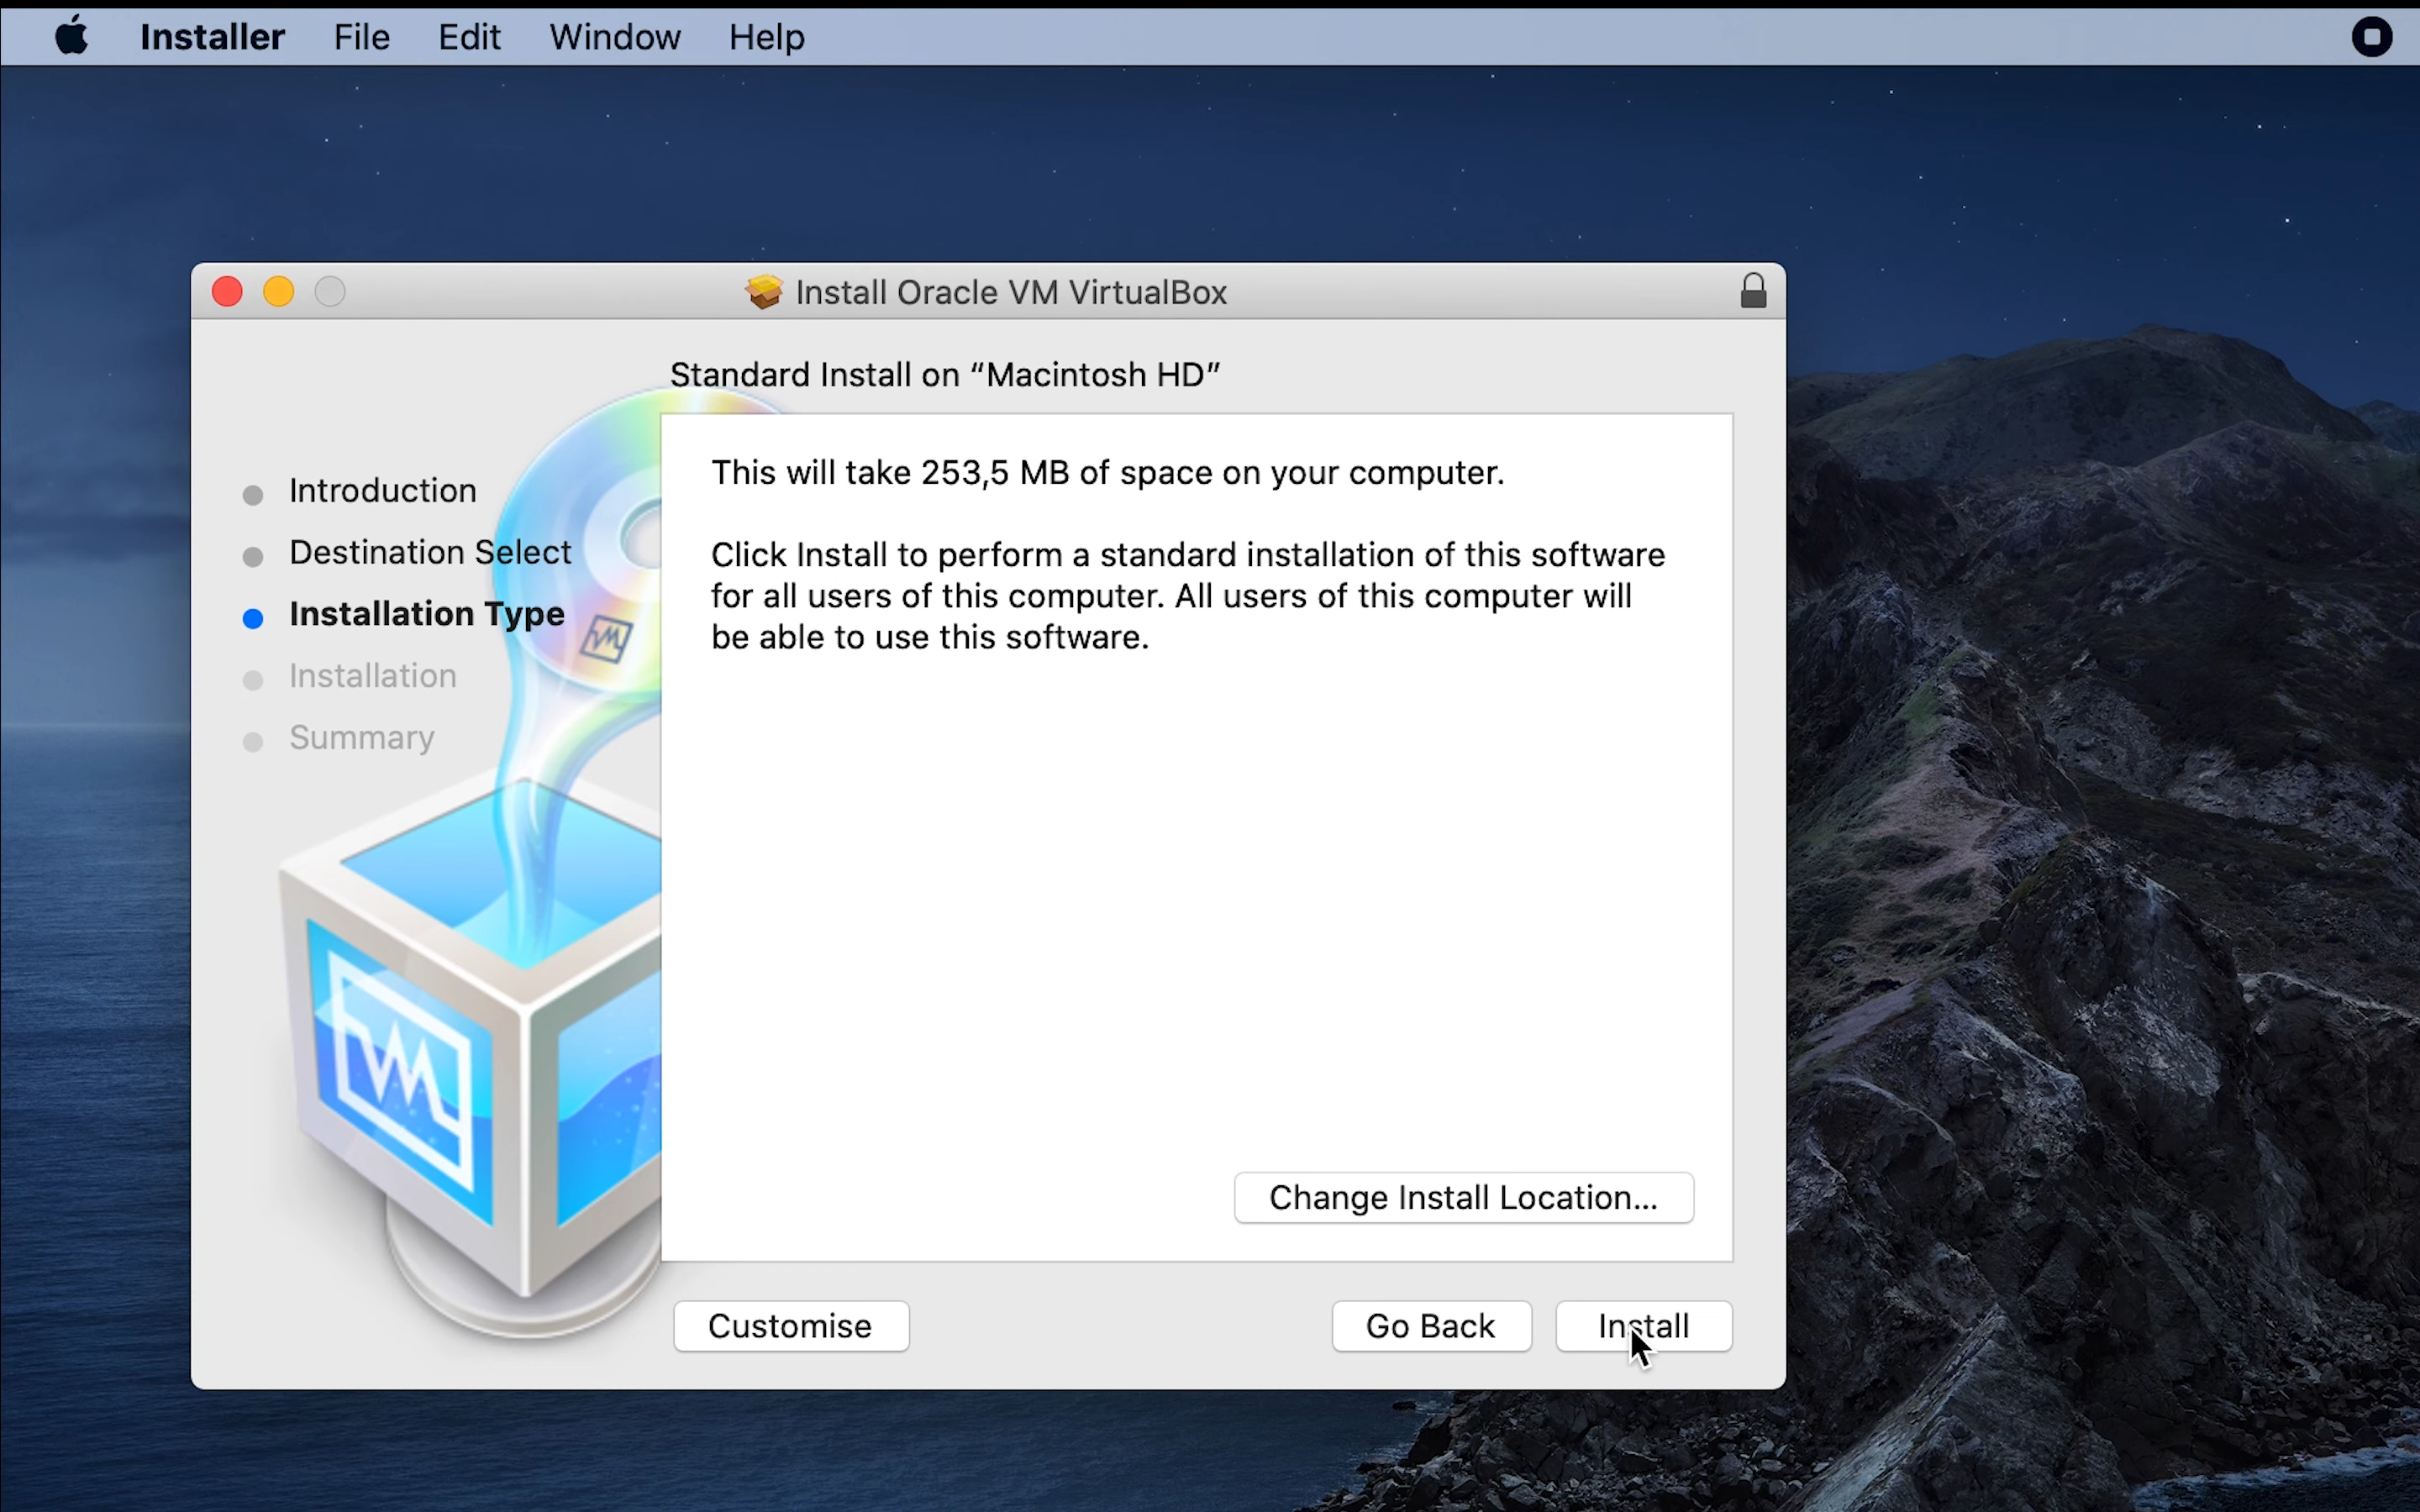 Installer File Edit Window Help
Install Oracle VM VirtualBox
Standard Install on “Macintosh HD”
Introduction
Destination Select
Installation Type
Installation
Summary
This will take 253,5 MB of space on your computer.
Click Install to perform a standard installation of this software
for all users of this computer. All users of this computer will
be able to use this software.
Change Install Location...
Customise
Go Back
Install